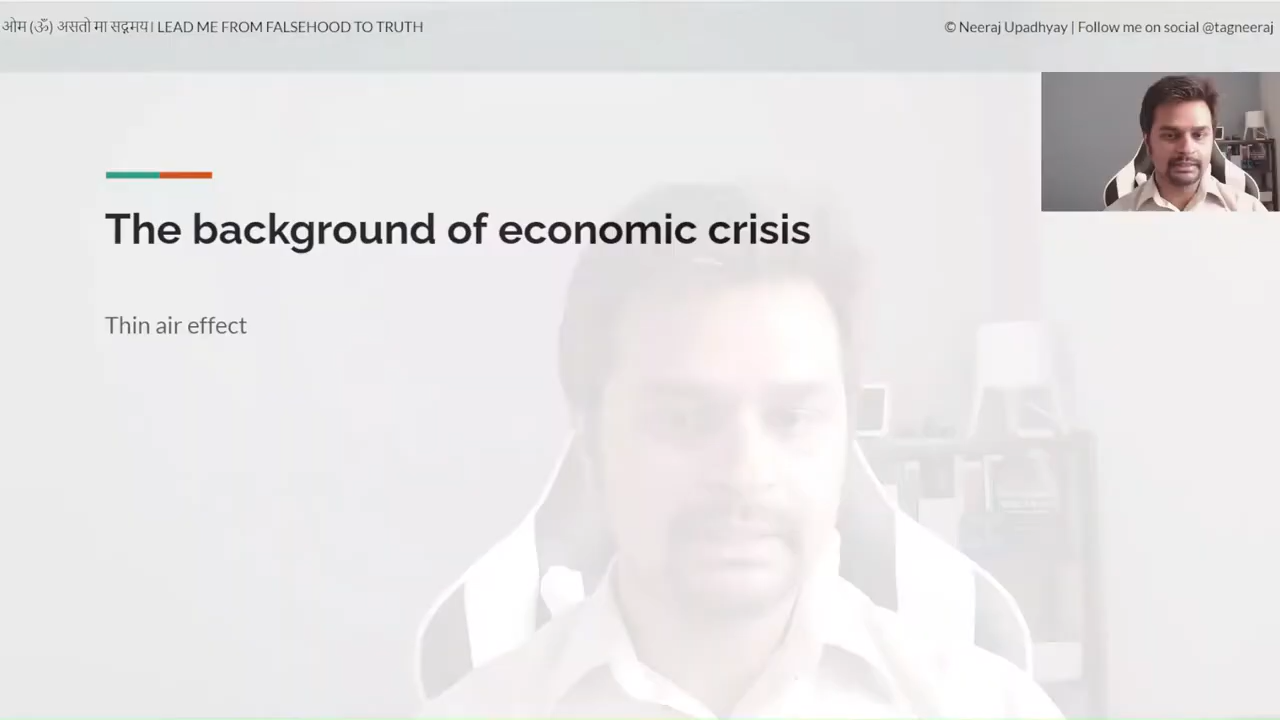 ओम (ॐ) असतो मा सद्गमय। LEAD ME FROM FALSEHOOD TO TRUTH
© Neeraj Upadhyay | Follow me on social @tagneeraj
The background of economic crisis
Thin air effect